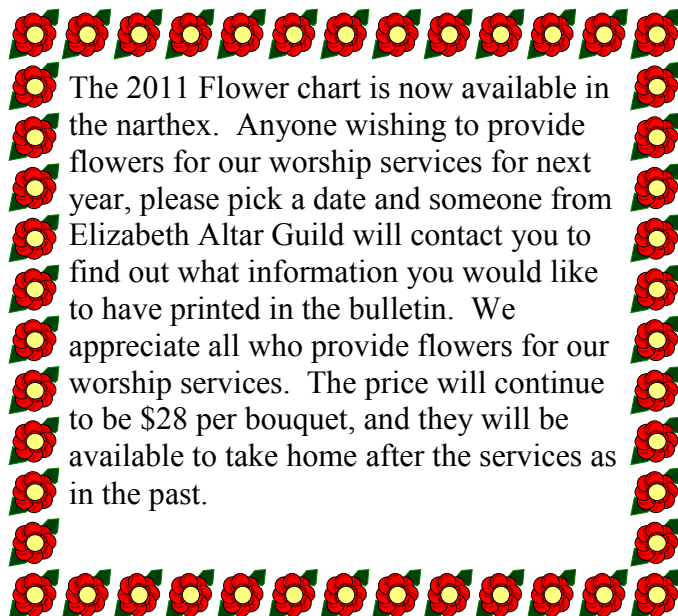 The 2011 Flower chart is now available in
the narthex.  Anyone wishing to provide
flowers for our worship services for next
year, please pick a date and someone from
Elizabeth Altar Guild will contact you to
find out what information you would like
to have printed in the bulletin.  We
appreciate all who provide flowers for our
worship services.  The price will continue
to be $28 per bouquet, and they will be
available to take home after the services as
in the past.